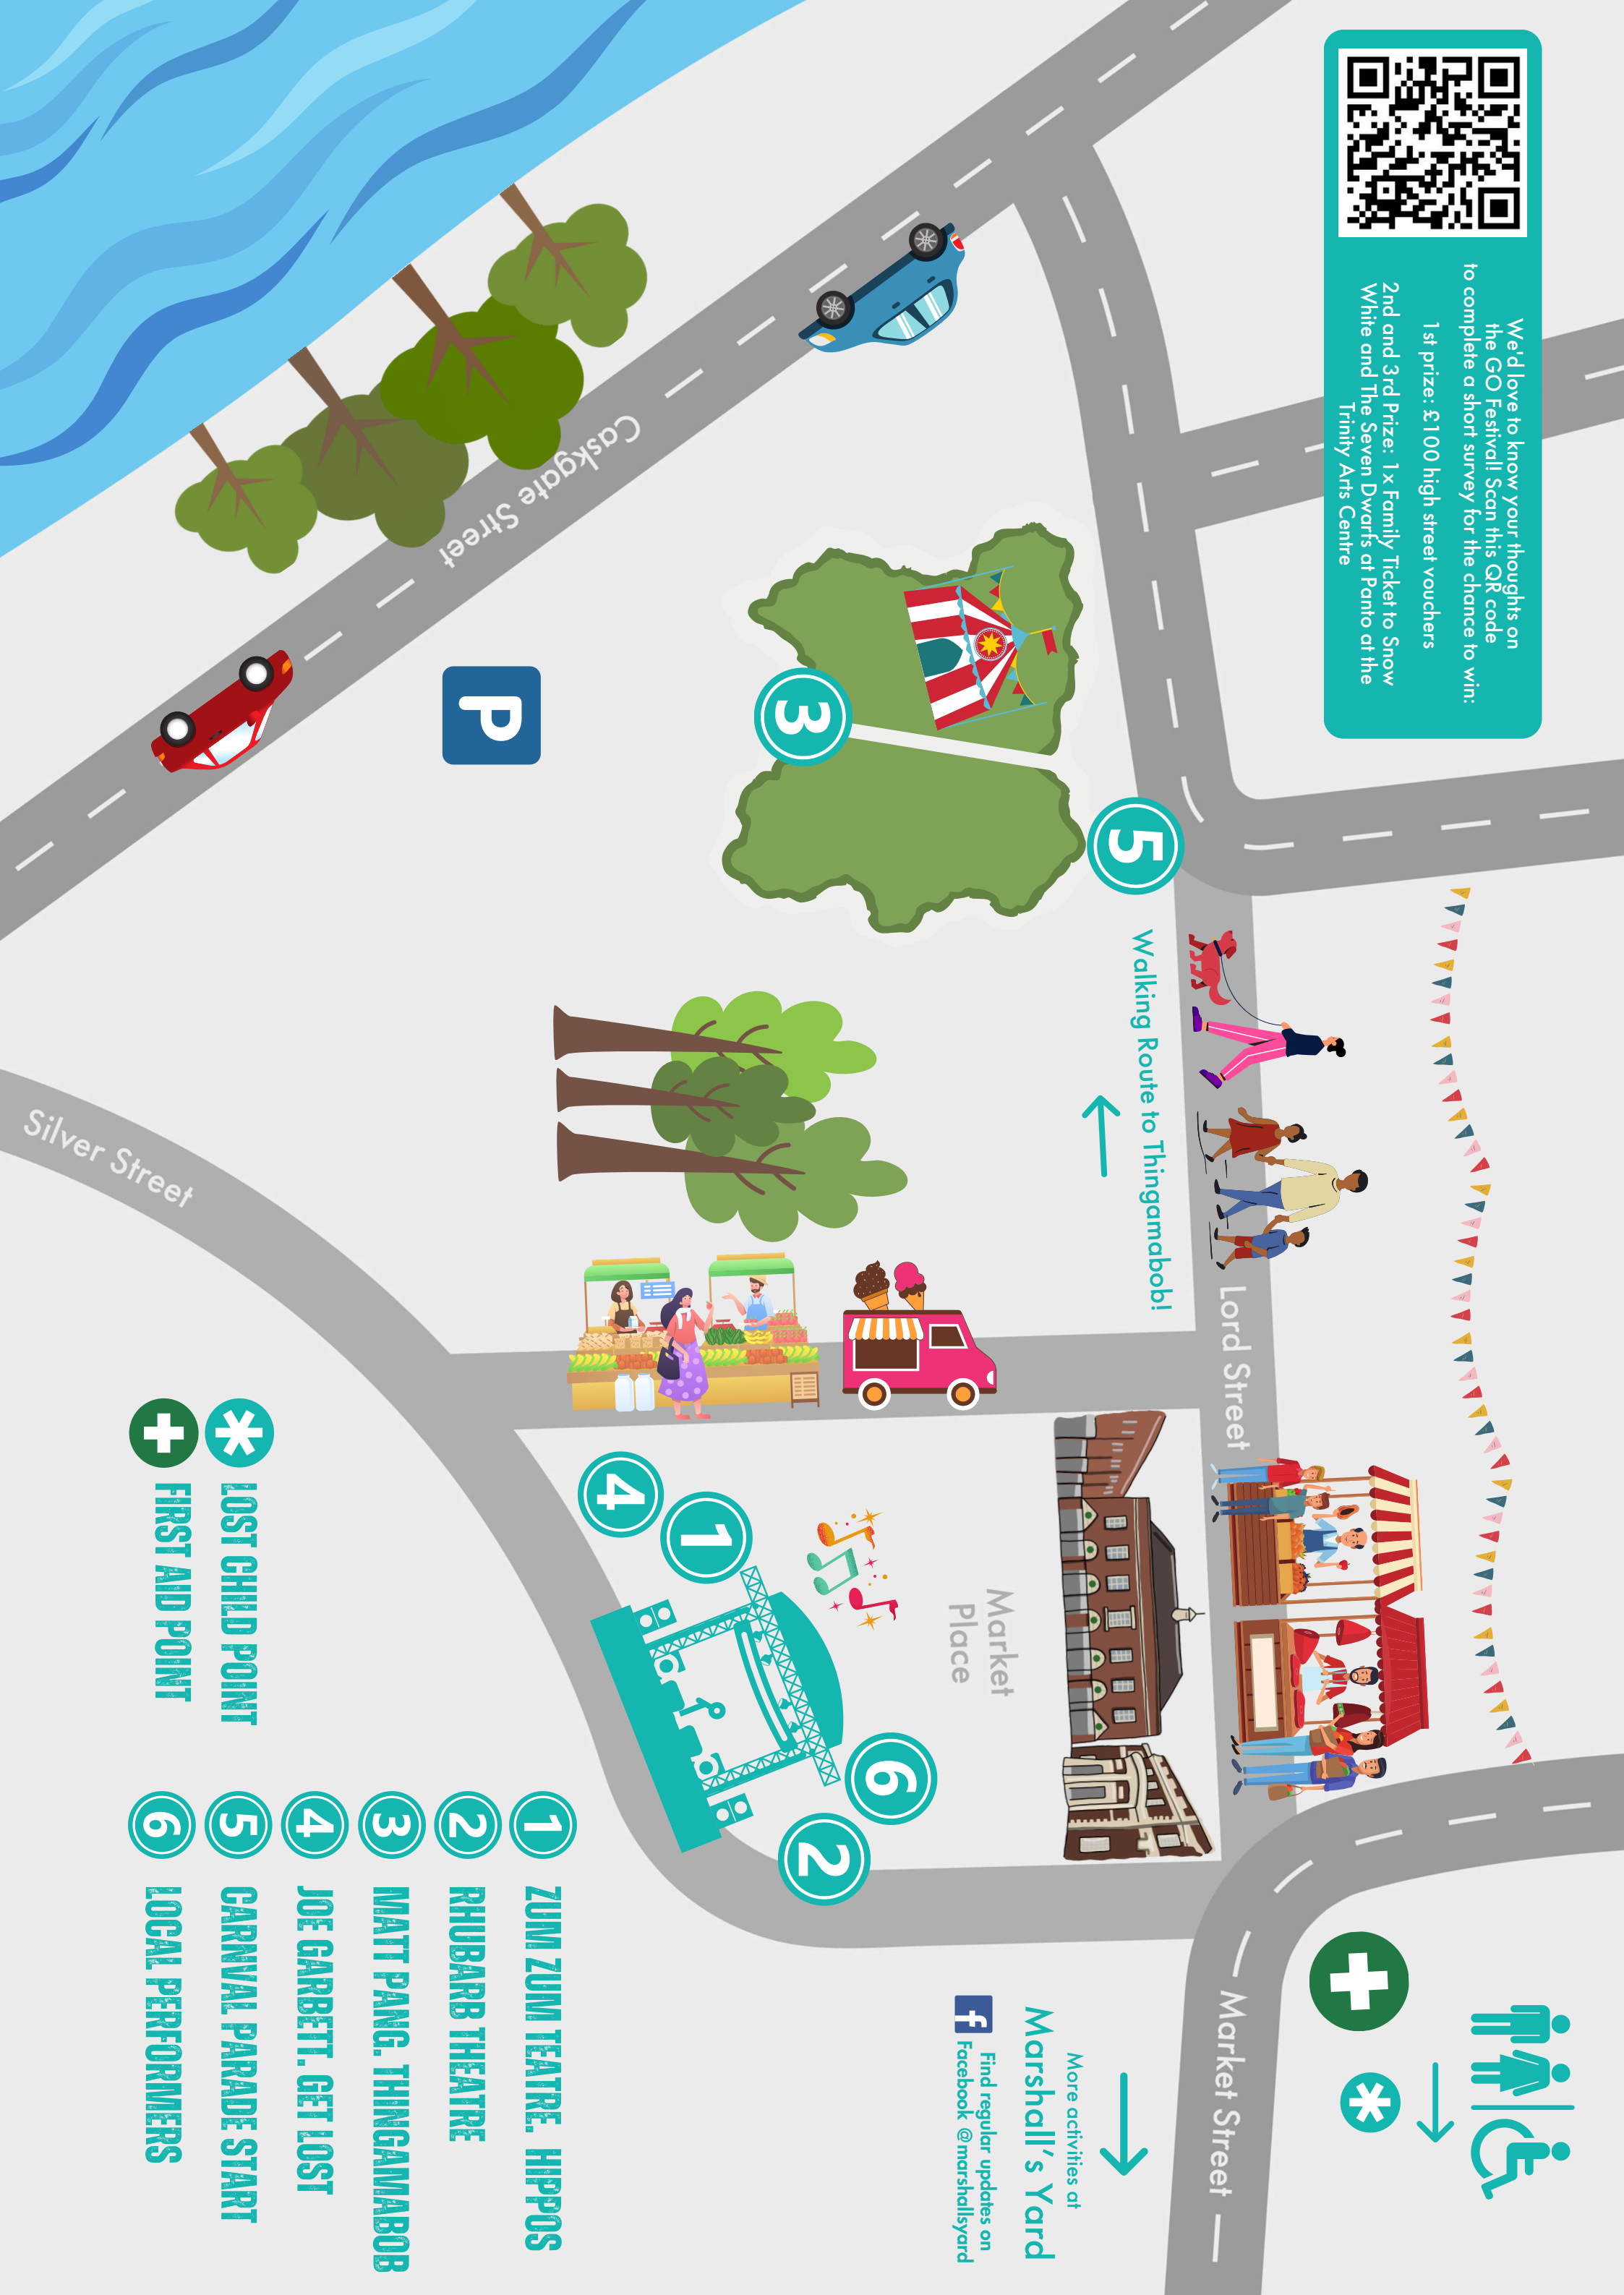 We'd love to know your thoughts on
the GO Festival! Scan this QR code
to complete a short survey for the chance to win:
1st prize: £100 high street vouchers
2nd and 3rd Prize: 1x Family Ticket to Snow
White and The Seven Dwarfs at Panto at the
Trinity Arts Centre
Caskgate Street
P
3
5
Walking Route to Thingamabob!
Lord Street
Silver Street
Market
Place
4
1
6
2
Market Street
More activities at
Marshall's Yard
Find regular updates on
Facebook @marshallsyard
LOST CHILD POINT
FIRST AID POINT
1 ZUM ZUM TEATRE. HIPPOS
2 RHUBARB THEATRE
3 MATT PANG. THINGAMABOB
4 JOE GARBETT. GET LOST
5 CARNIVAL PARADE START
6 LOCAL PERFORMERS